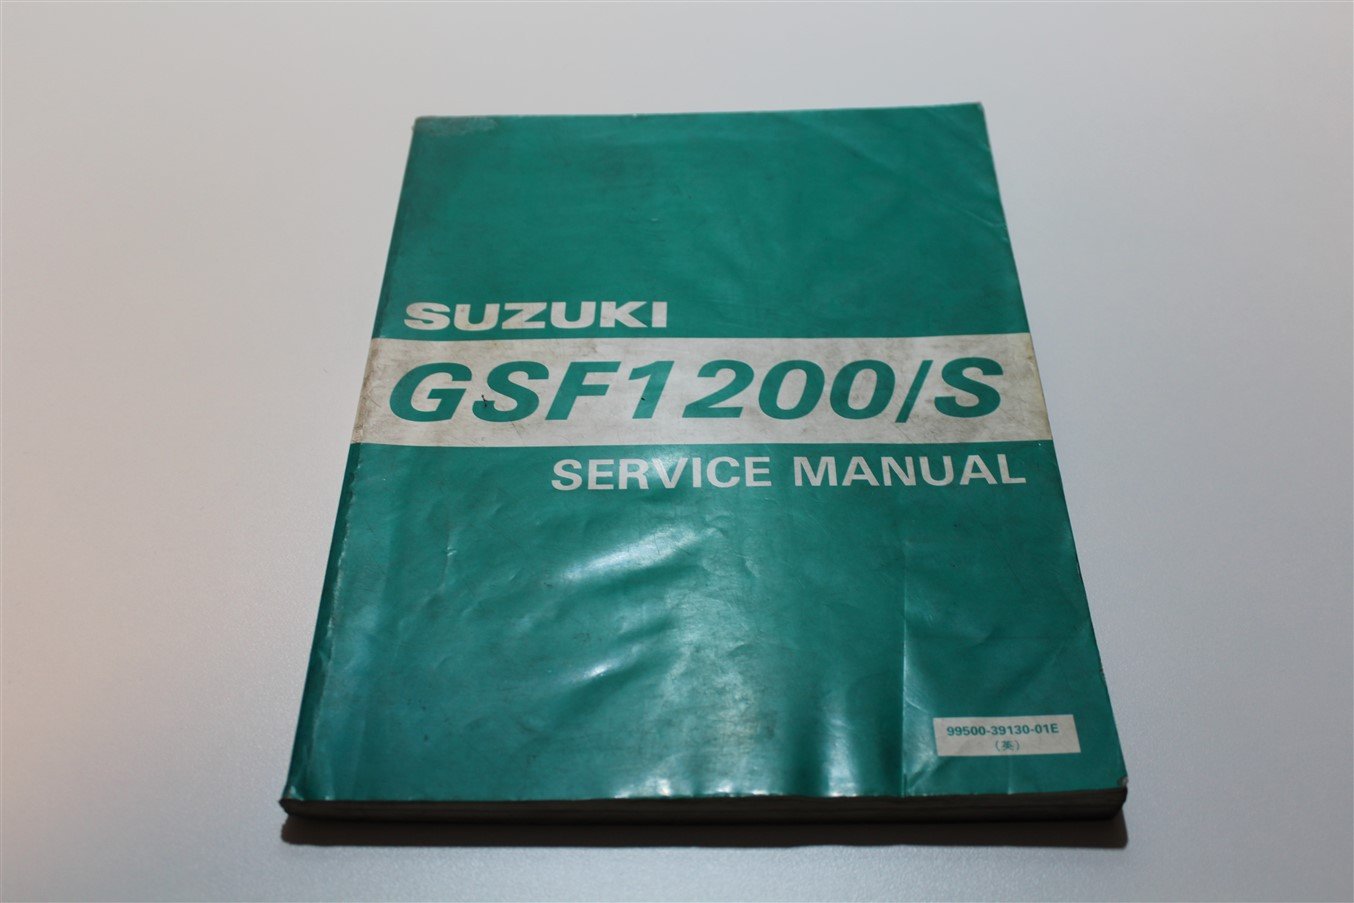 SUZUKI
GSF1200/S
SERVICE MANUAL
99500-39130-01E
(英)